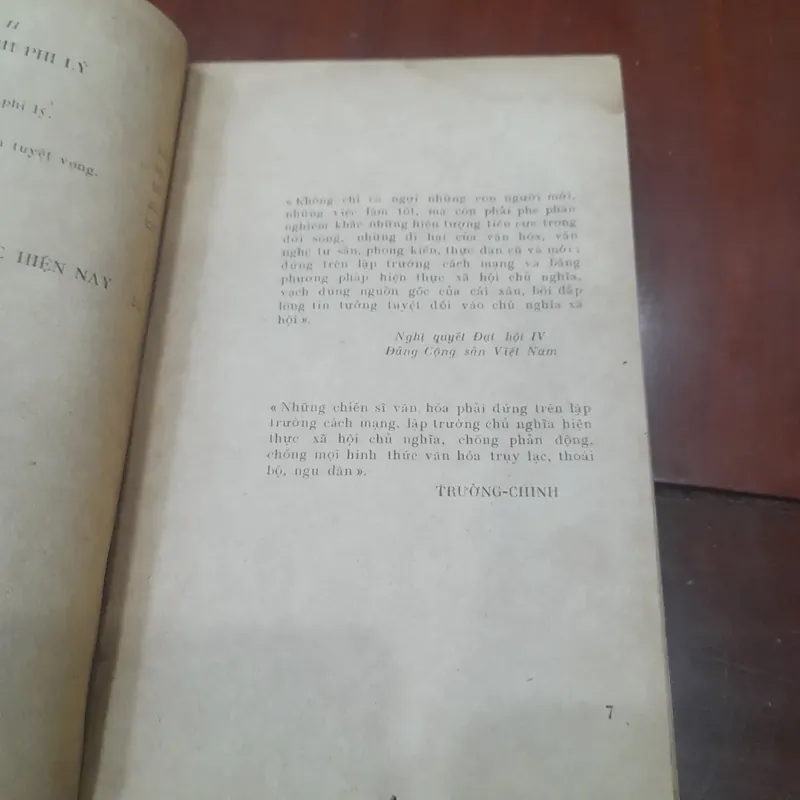 II
PHI LÝ
phi lý.
tuyệt vọng.
HIỆN NAY
« Không chỉ ca ngợi những con người mới,
những việc làm tốt, mà còn phải phê phán
nghiêm khắc những hiện tượng tiêu cực trong
đời sống, những di hại của văn hóa, văn
nghệ tư sản, phong kiến, thực dân cũ và mới;
đứng trên lập trường cách mạng và bằng
phương pháp hiện thực xã hội chủ nghĩa,
vạch đúng nguồn gốc của cái xấu, bồi đắp
lòng tin tưởng tuyệt đối vào chủ nghĩa xã
hội ».
Nghị quyết Đại hội IV
Đảng Cộng sản Việt Nam
« Những chiến sĩ văn hóa phải đứng trên lập
trường cách mạng, lập trường chủ nghĩa hiện
thực xã hội chủ nghĩa, chống phản động,
chống mọi hình thức văn hóa trụy lạc, thoái
bộ, ngu dân ».
TRƯỜNG-CHINH
7